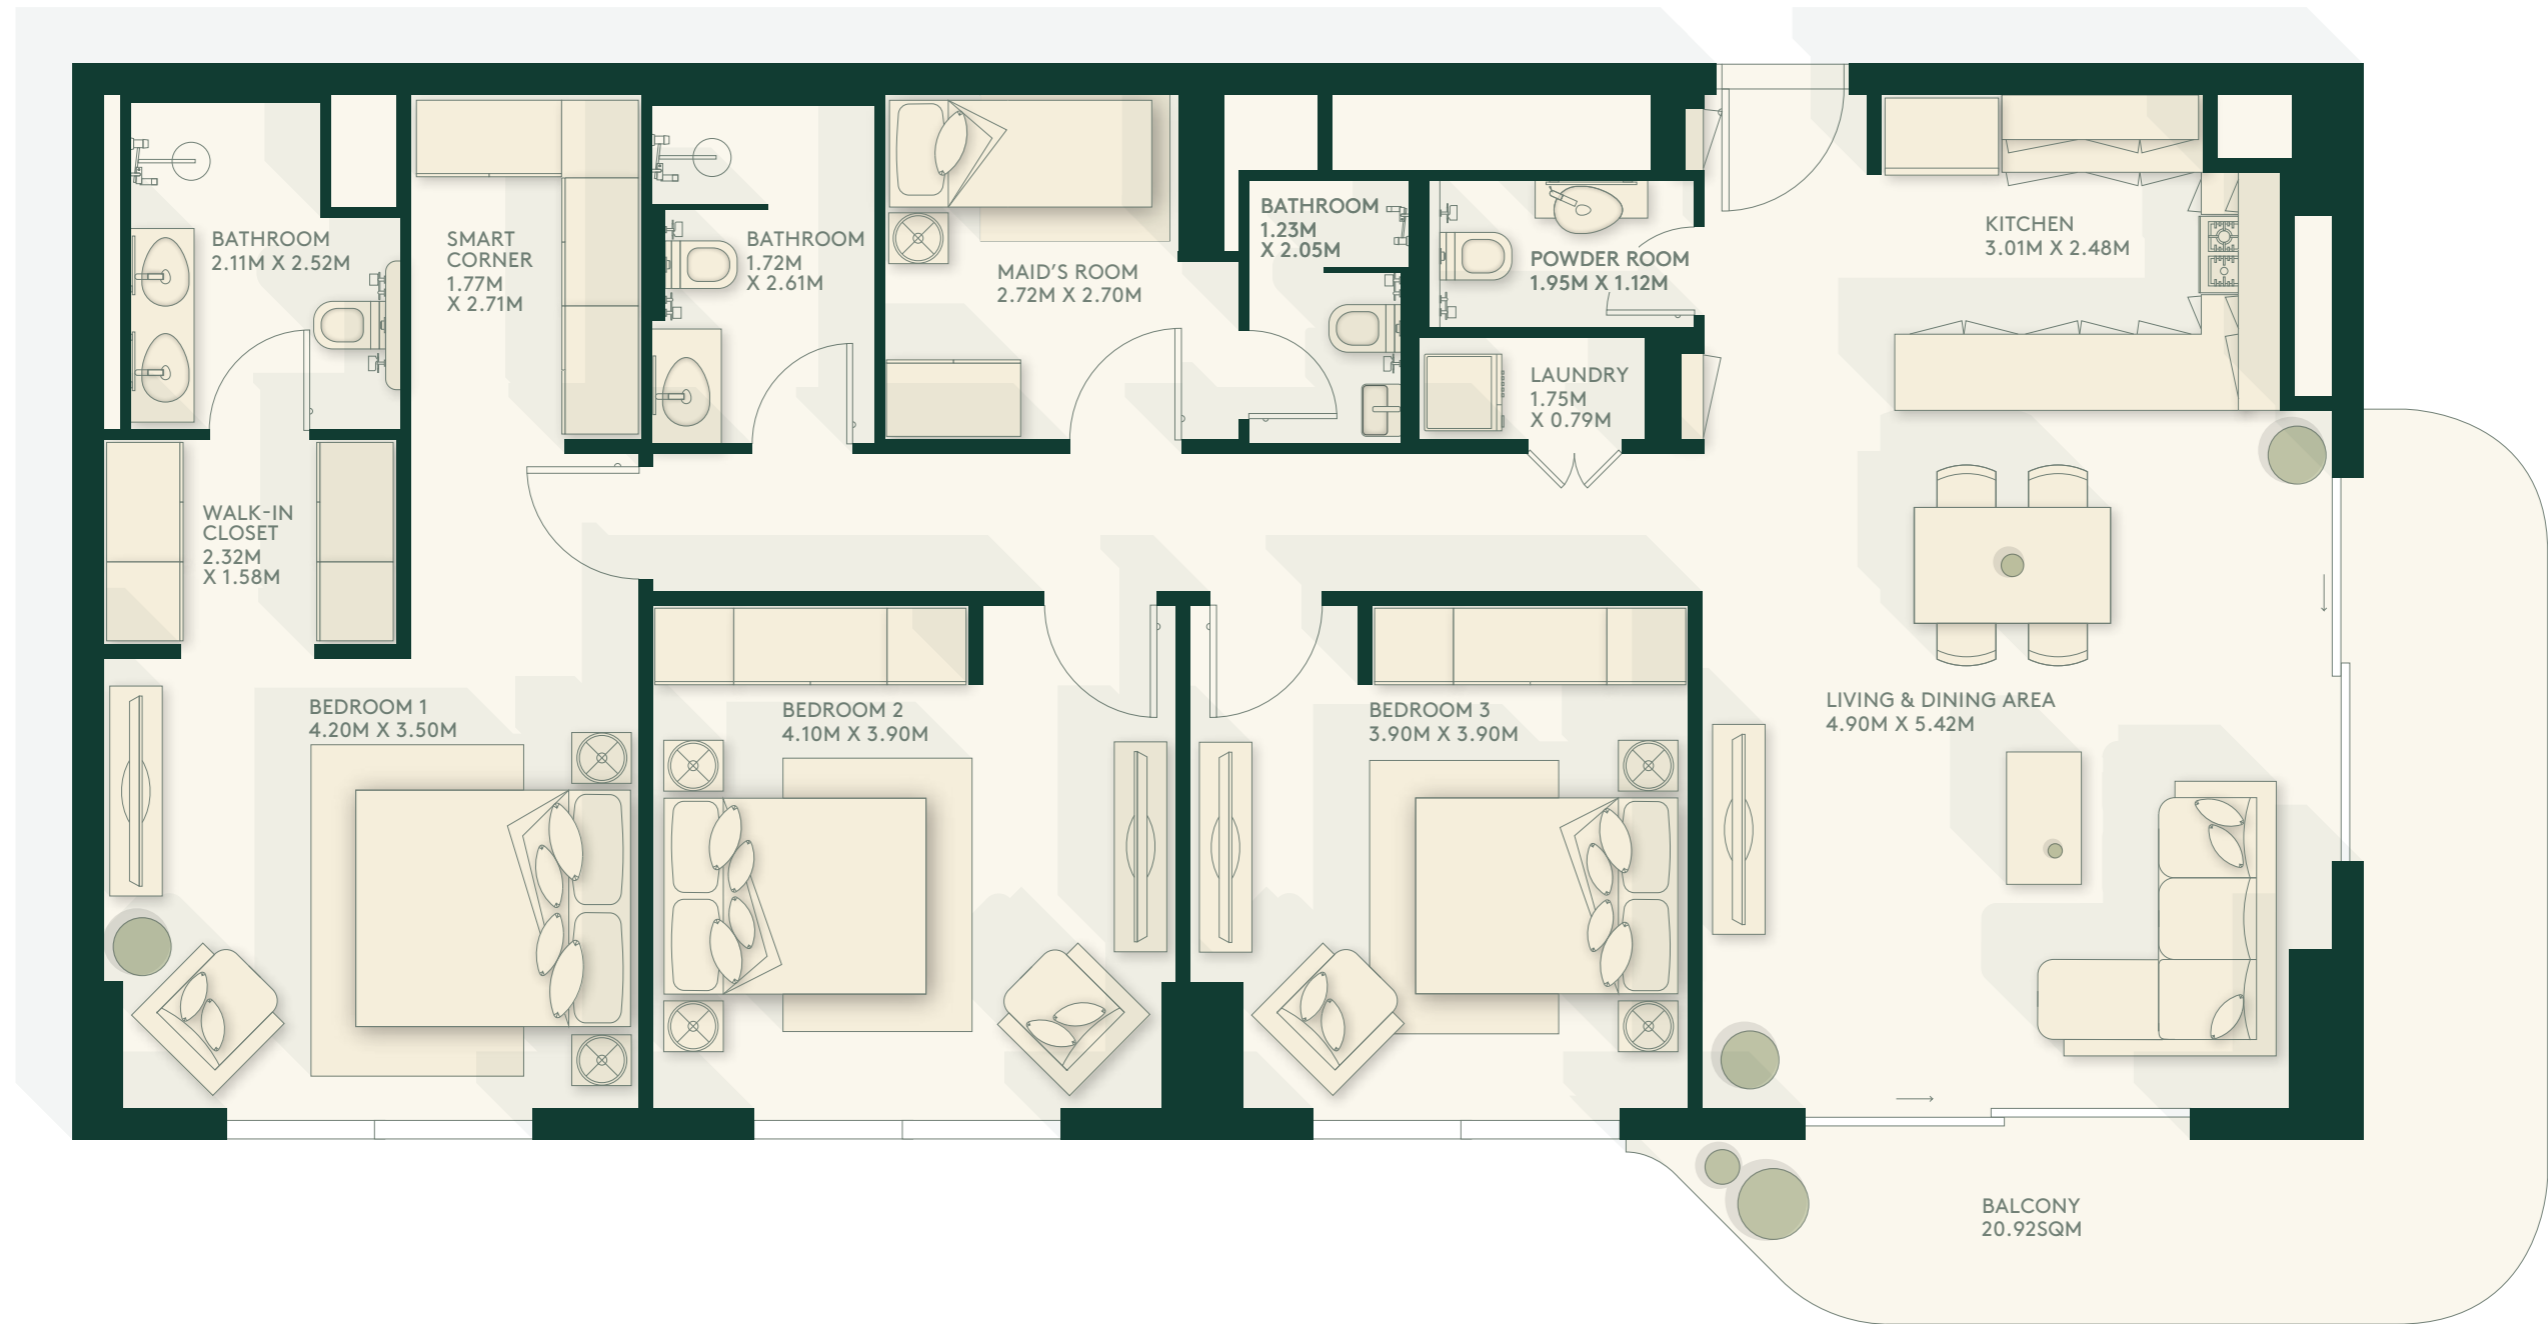 BATHROOM
2.11M X 2.52M
SMART
CORNER
1.77M
X 2.71M
BATHROOM
1.72M
X 2.61M
MAID'S ROOM
2.72M X 2.70M
BATHROOM
1.23M
X 2.05M
POWDER ROOM
1.95M X 1.12M
KITCHEN
3.01M X 2.48M
LAUNDRY
1.75M
X 0.79M
WALK-IN
CLOSET
2.32M
X 1.58M
BEDROOM 1
4.20M X 3.50M
BEDROOM 2
4.10M X 3.90M
BEDROOM 3
3.90M X 3.90M
LIVING & DINING AREA
4.90M X 5.42M
BALCONY
20.92SQM